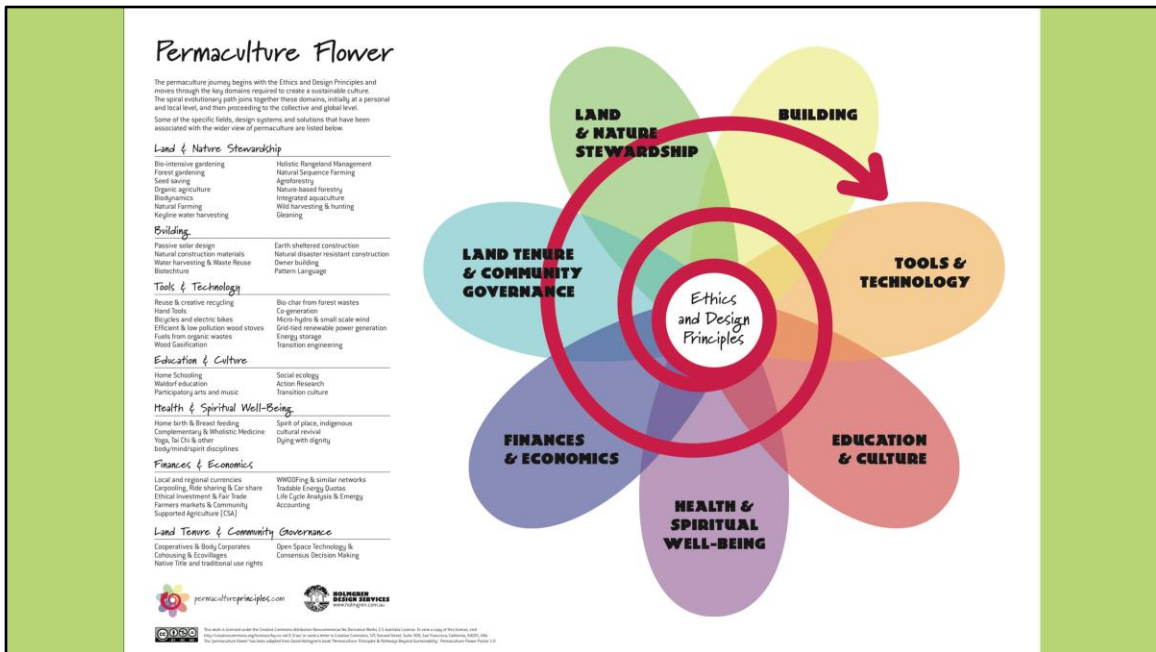 Permaculture Flower
The permaculture journey begins with the Ethics and Design Principles and
moves through the key domains required to create a sustainable culture.
The spiral evolutionary path joins together these domains, initially at a personal
and local level, and then proceeding to the collective and global level.
Some of the specific fields, design systems and solutions that have been
associated with the wider view of permaculture are listed below.
Land & Nature Stewardship
Bio-intensive gardening
Forest gardening
Seed saving
Organic agriculture
Biodynamics
Natural Farming
Keyline water harvesting
Holistic Rangeland Management
Natural Sequence Farming
Agroforestry
Nature-based forestry
Integrated aquaculture
Wild harvesting & hunting
Gleaning
Building
Passive solar design
Natural construction materials
Water harvesting & Waste Reuse
Biotechture
Earth sheltered construction
Natural disaster resistant construction
Owner building
Pattern Language
Tools & Technology
Reuse & creative recycling
Hand Tools
Bicycles and electric bikes
Efficient & low pollution wood stoves
Fuels from organic wastes
Wood Gasification
Bio-char from forest wastes
Co-generation
Micro-hydro & small scale wind
Grid-tied renewable power generation
Energy storage
Transition engineering
Education & Culture
Home Schooling
Waldorf education
Participatory arts and music
Social ecology
Action Research
Transition culture
Health & Spiritual Well-Being
Home birth & Breast feeding
Complementary & Wholistic Medicine
Yoga, Tai Chi & other
body/mind/spirit disciplines
Spirit of place, indigenous
cultural revival
Dying with dignity
Finances & Economics
Local and regional currencies
Carpooling, Ride sharing & Car share
Ethical Investment & Fair Trade
Farmers markets & Community
Supported Agriculture (CSA)
WWOOFing & similar networks
Tradable Energy Quotas
Life Cycle Analysis & Emergy
Accounting
Land Tenure & Community Governance
Cooperatives & Body Corporates
Cohousing & Ecovillages
Native Title and traditional use rights
Open Space Technology &
Consensus Decision Making
permacultureprinciples.com
HOLMGREN
DESIGN SERVICES
www.holmgren.com.au
LAND
& NATURE
STEWARDSHIP
BUILDING
TOOLS &
TECHNOLOGY
EDUCATION
& CULTURE
HEALTH &
SPIRITUAL
WELL-BEING
FINANCES
& ECONOMICS
LAND TENURE
& COMMUNITY
GOVERNANCE
Ethics
and Design
Principles